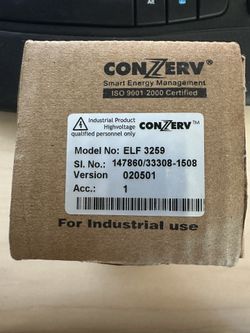 CONZERV
Smart Energy Management
ISO 9001-2000 Certified
Industrial Product
Highvoltage
qualified personnel only
CONZERV™
Model No: ELF 3259
Sl. No.: 147860/33308-1508
Version 020501
Acc.: 1
For Industrial use